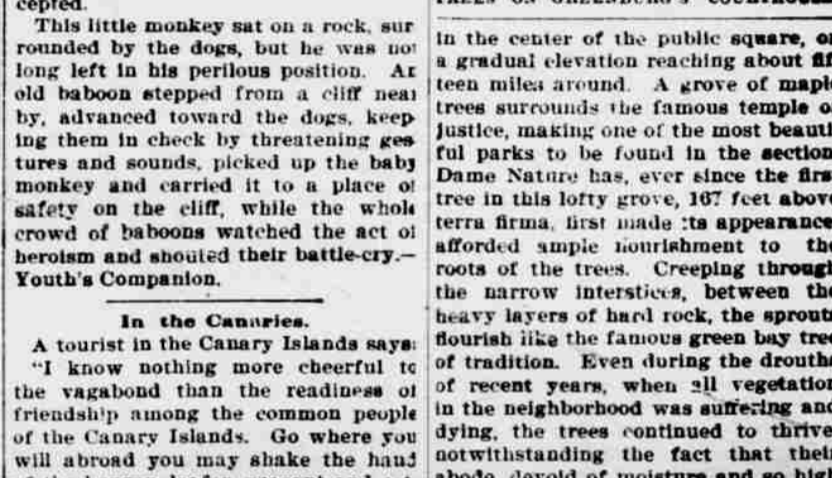 cepted.
This little monkey sat on a rock, sur
rounded by the dogs, but he was not
long left in his perilous position. An
old baboon stepped from a cliff near
by, advanced toward the dogs, keep
ing them in check by threatening ges
tures and sounds, picked up the baby
monkey and carried it to a place of
safety on the cliff, while the whole
crowd of baboons watched the act of
heroism and shouted their battle-cry.—
Youth's Companion.
In the Canaries.
A tourist in the Canary Islands says:
"I know nothing more cheerful to
the vagabond than the readiness of
friendship among the common people
of the Canary Islands. Go where you
will abroad you may shake the hand
in the center of the public square, on
a gradual elevation reaching about fif
teen miles around. A grove of maple
trees surrounds the famous temple of
justice, making one of the most beauti
ful parks to be found in the section.
Dame Nature has, ever since the first
tree in this lofty grove, 167 feet above
terra firma, first made its appearance
afforded ample nourishment to the
roots of the trees. Creeping through
the narrow interstices, between the
heavy layers of hard rock, the sprouts
flourish like the famous green bay tree
of tradition. Even during the drouths
of recent years, when all vegetation
in the neighborhood was suffering and
dying, the trees continued to thrive,
notwithstanding the fact that their
abode, devoid of moisture and so high